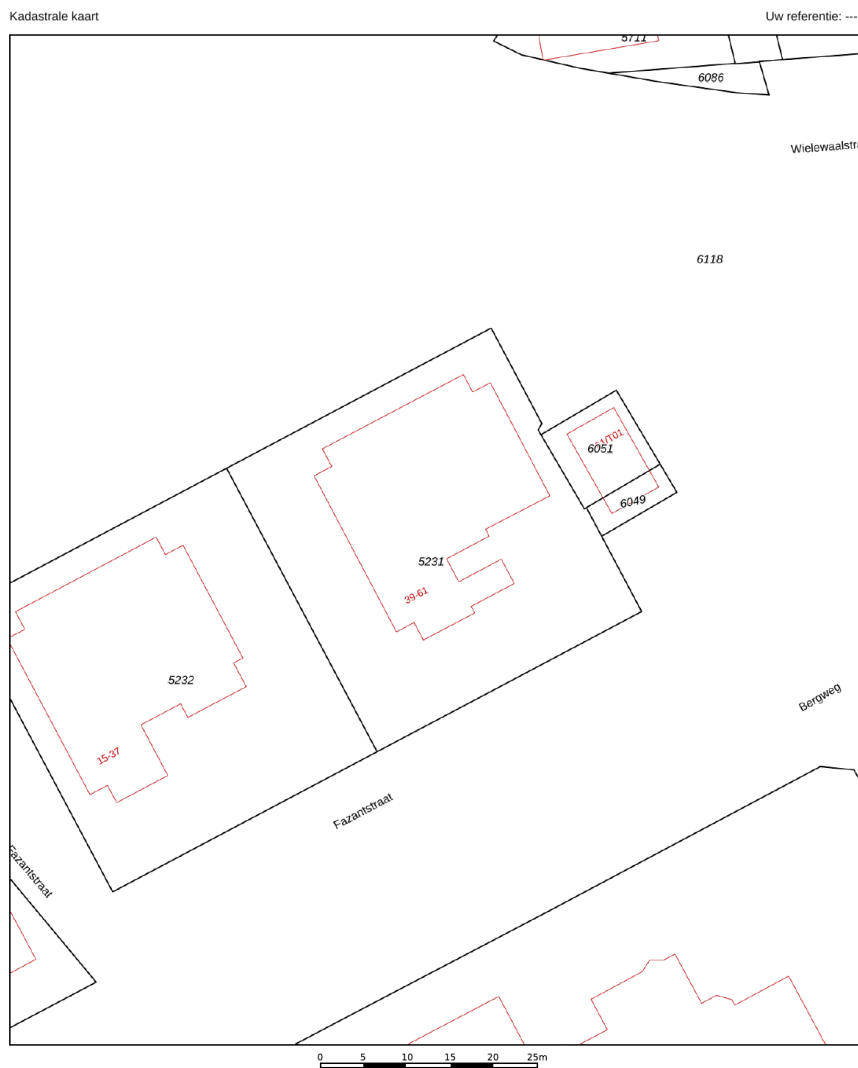 Kadastrale kaart
Uw referentie: ---
5711
6086
6118
6051
6049
5231
39-61
5232
15-37
Bergweg
Fazantstraat
Fazantstraat
0 5 10 15 20 25m